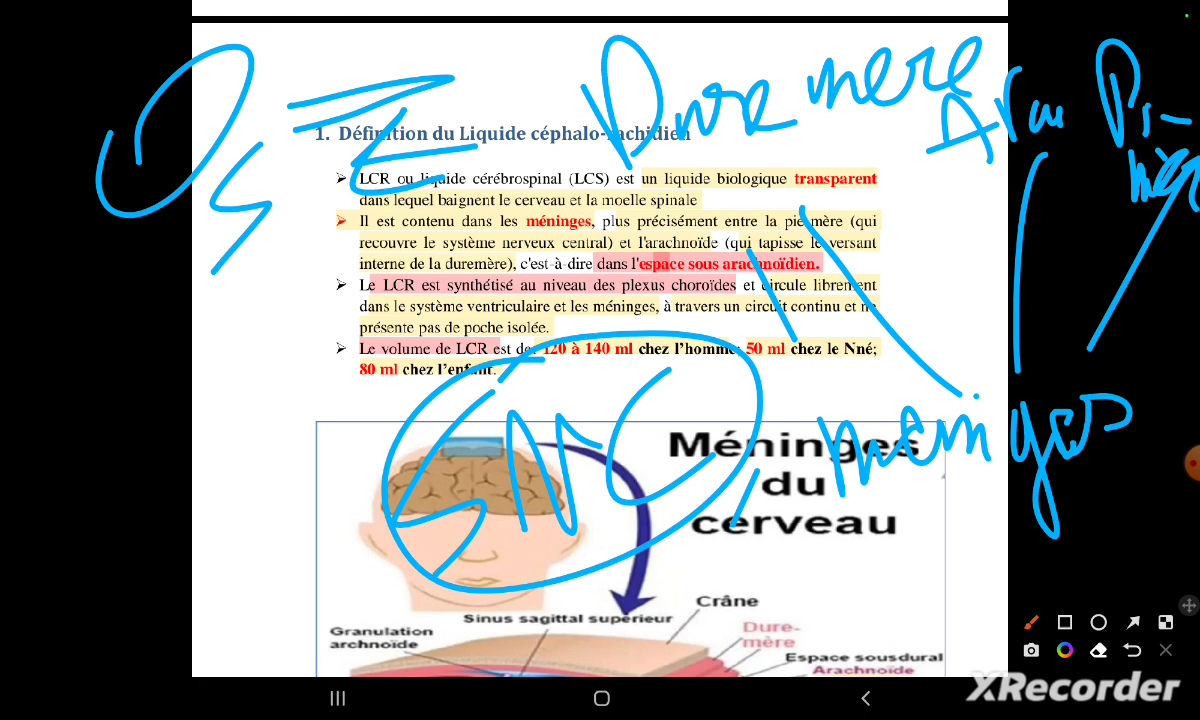 Os
Dure mere
Pi-
mère
1. Définition du Liquide céphalo-rachidien
➢ LCR ou liquide cérébrospinal (LCS) est un liquide biologique transparent
dans lequel baignent le cerveau et la moelle spinale
➢ Il est contenu dans les méninges, plus précisément entre la pie-mère (qui
recouvre le système nerveux central) et l'arachnoïde (qui tapisse le versant
interne de la duremère), c'est-à-dire dans l'espace sous arachnoïdien.
➢ Le LCR est synthétisé au niveau des plexus choroïdes et circule librement
dans le système ventriculaire et les méninges, à travers un circuit continu et ne
présente pas de poche isolée.
➢ Le volume de LCR est de: 120 à 140 ml chez l'homme; 50 ml chez le Nné;
80 ml chez l'enfant.
SNC
méninges
Méninges
du
cerveau
Crâne
Sinus sagittal supérieur
Granulation
archnoïde
Dure-
mère
Espace sousdural
Arachnoïde
XRecorder